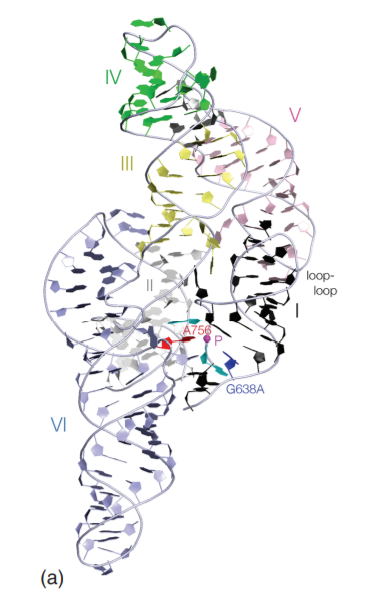 IV
V
III
loop-
loop
II
I
A756
P
G638A
VI
(a)